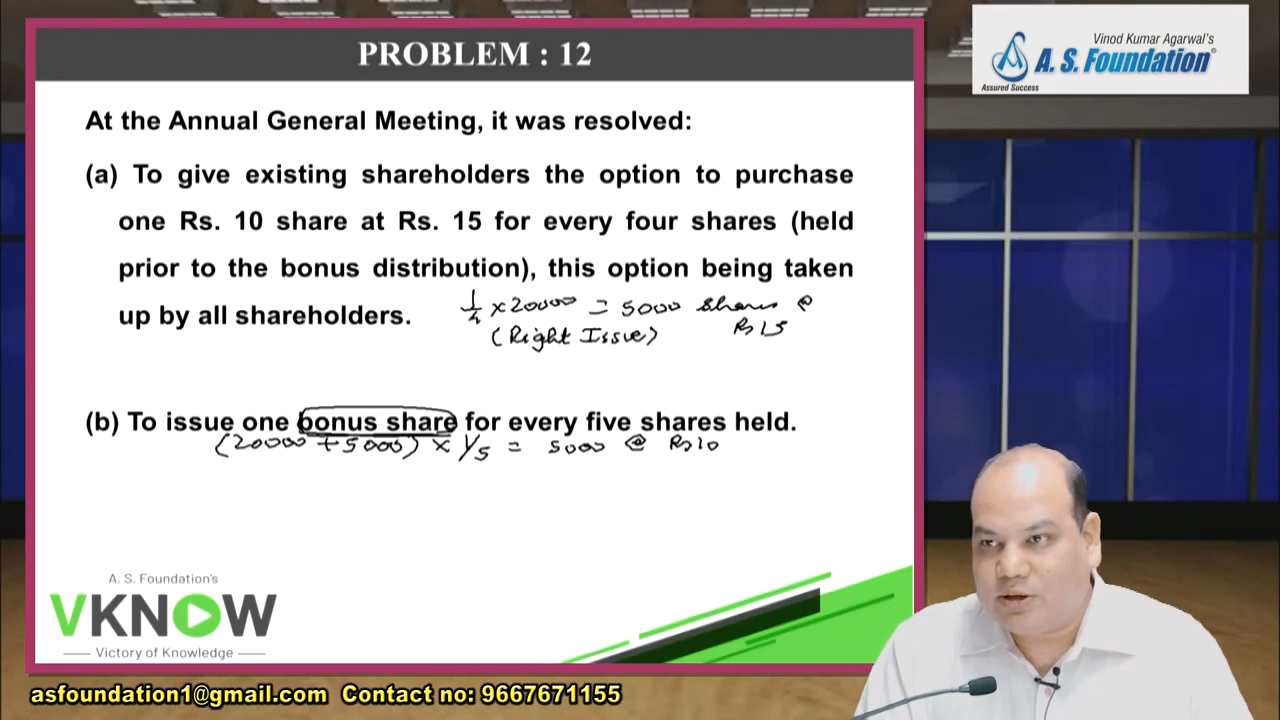 PROBLEM : 12
Vinod Kumar Agarwal's
A. S. Foundation®
Assured Success
At the Annual General Meeting, it was resolved:
(a) To give existing shareholders the option to purchase
one Rs. 10 share at Rs. 15 for every four shares (held
prior to the bonus distribution), this option being taken
up by all shareholders.
1/4 × 20000 = 5000 shares @
(Right Issue) Rs 15
(b) To issue one bonus share for every five shares held.
(20000 + 5000) × 1/5 = 5000 @ Rs 10
A. S. Foundation's
VKNOW
Victory of Knowledge
asfoundation1@gmail.com Contact no: 9667671155